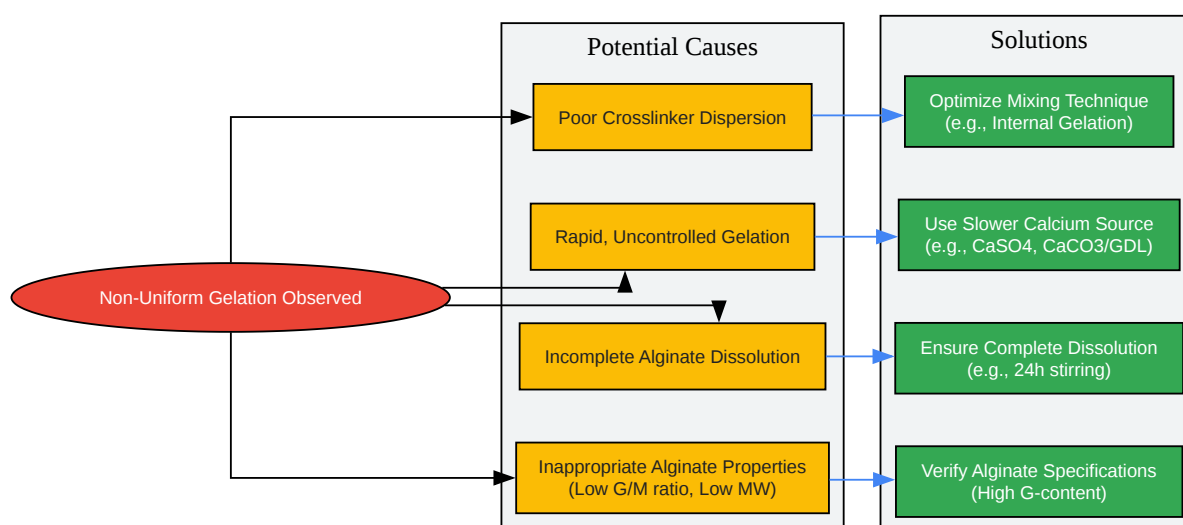 Potential Causes
Solutions
Non-Uniform Gelation Observed
Poor Crosslinker Dispersion
Optimize Mixing Technique
(e.g., Internal Gelation)
Rapid, Uncontrolled Gelation
Use Slower Calcium Source
(e.g., CaSO4, CaCO3/GDL)
Incomplete Alginate Dissolution
Ensure Complete Dissolution
(e.g., 24h stirring)
Inappropriate Alginate Properties
(Low G/M ratio, Low MW)
Verify Alginate Specifications
(High G-content)